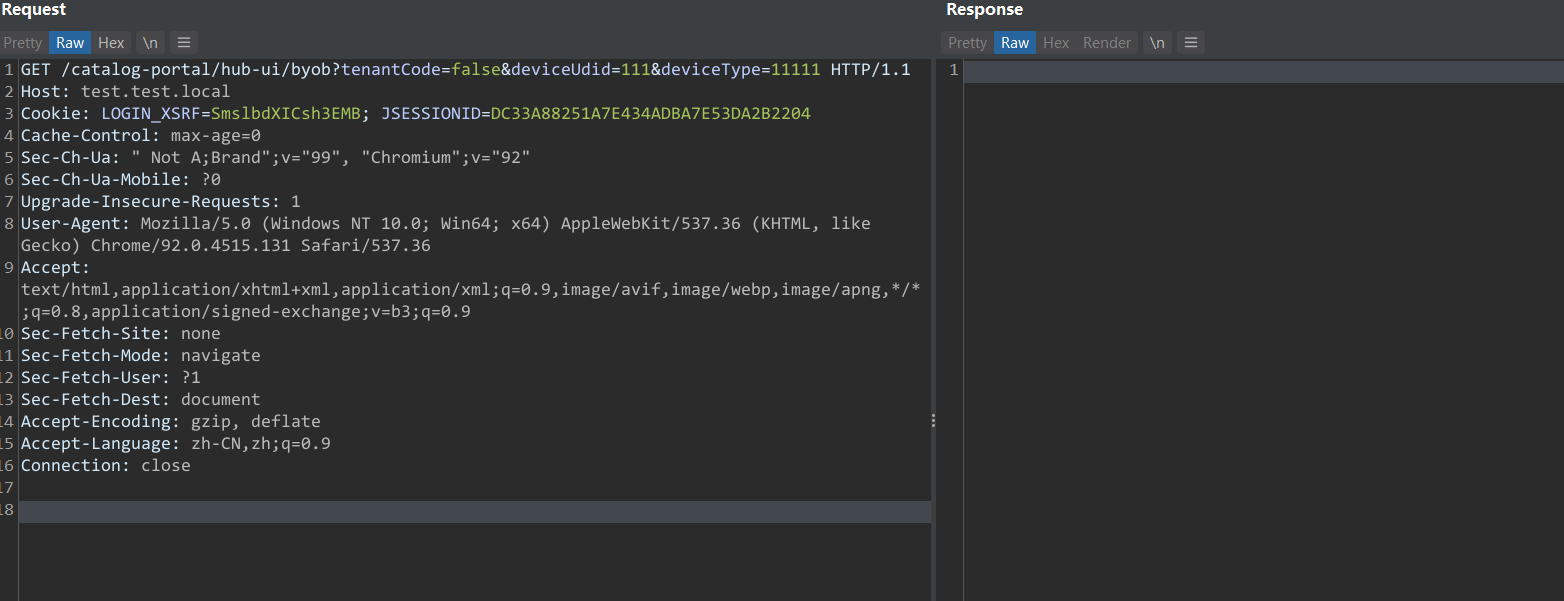 Request
Response
Pretty Raw Hex \n ≡
Pretty Raw Hex Render \n ≡
1 GET /catalog-portal/hub-ui/byob?tenantCode=false&deviceUdid=111&deviceType=11111 HTTP/1.1
1
2 Host: test.test.local
3 Cookie: LOGIN_XSRF=SmslbdXICsh3EMB; JSESSIONID=DC33A88251A7E434ADBA7E53DA2B2204
4 Cache-Control: max-age=0
5 Sec-Ch-Ua: " Not A;Brand";v="99", "Chromium";v="92"
6 Sec-Ch-Ua-Mobile: ?0
7 Upgrade-Insecure-Requests: 1
8 User-Agent: Mozilla/5.0 (Windows NT 10.0; Win64; x64) AppleWebKit/537.36 (KHTML, like
Gecko) Chrome/92.0.4515.131 Safari/537.36
9 Accept:
text/html,application/xhtml+xml,application/xml;q=0.9,image/avif,image/webp,image/apng,*/*
;q=0.8,application/signed-exchange;v=b3;q=0.9
10 Sec-Fetch-Site: none
11 Sec-Fetch-Mode: navigate
12 Sec-Fetch-User: ?1
13 Sec-Fetch-Dest: document
14 Accept-Encoding: gzip, deflate
15 Accept-Language: zh-CN,zh;q=0.9
16 Connection: close
17
18